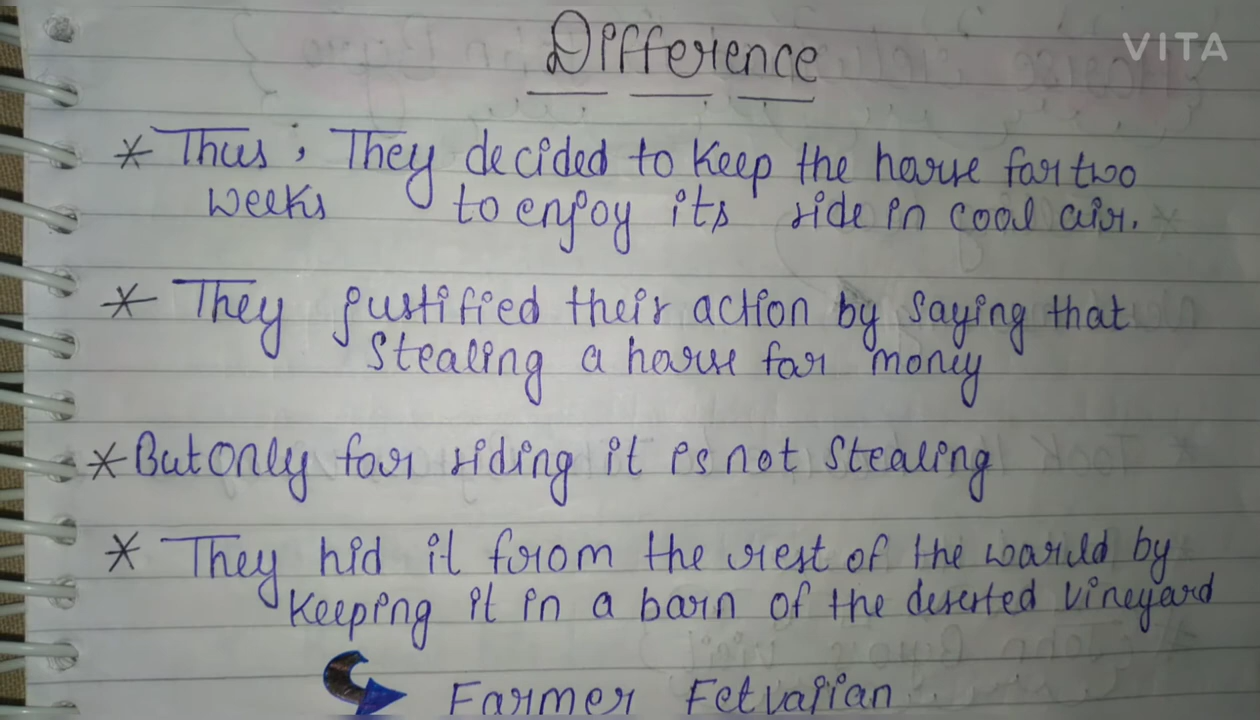 Difference
VITA
* Thus, They decided to keep the horse for two
weeks to enjoy its ride in cool air.
* They justified their action by saying that
Stealing a horse for money
* But only for riding it is not Stealing
* They hid it from the rest of the world by
Keeping it in a barn of the deserted vineyard
Farmer Fetvajian